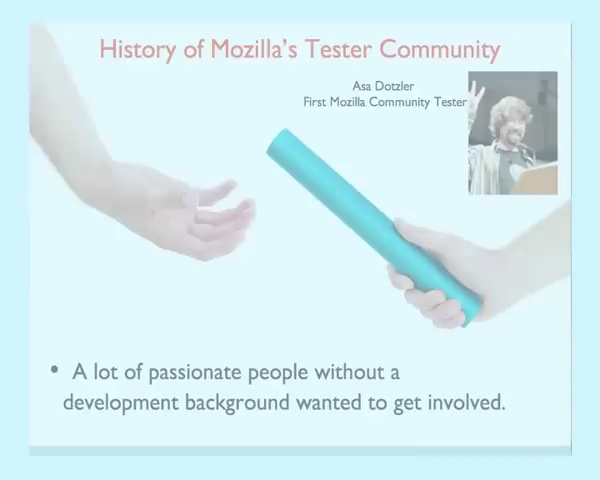 History of Mozilla's Tester Community
Asa Dotzler
First Mozilla Community Tester
• A lot of passionate people without a
development background wanted to get involved.